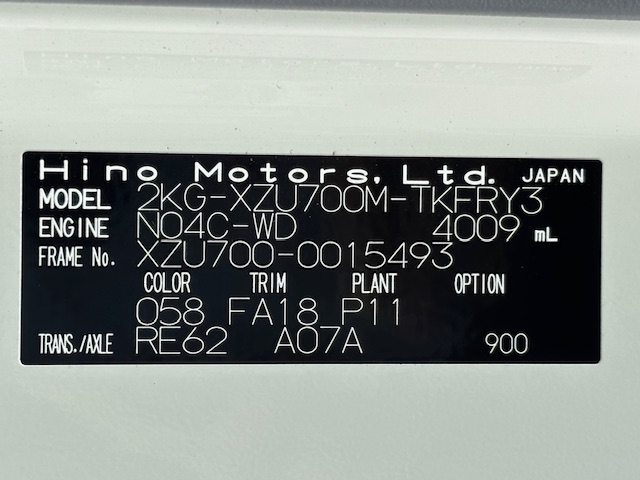 Hino Motors, Ltd. JAPAN
MODEL 2KG-XZU700M-TKFRY3
ENGINE N04C-WD 4009 mL
FRAME No. XZU700-0015493
COLOR TRIM PLANT OPTION
058 FA18 P11
TRANS./AXLE RE62 A07A 900